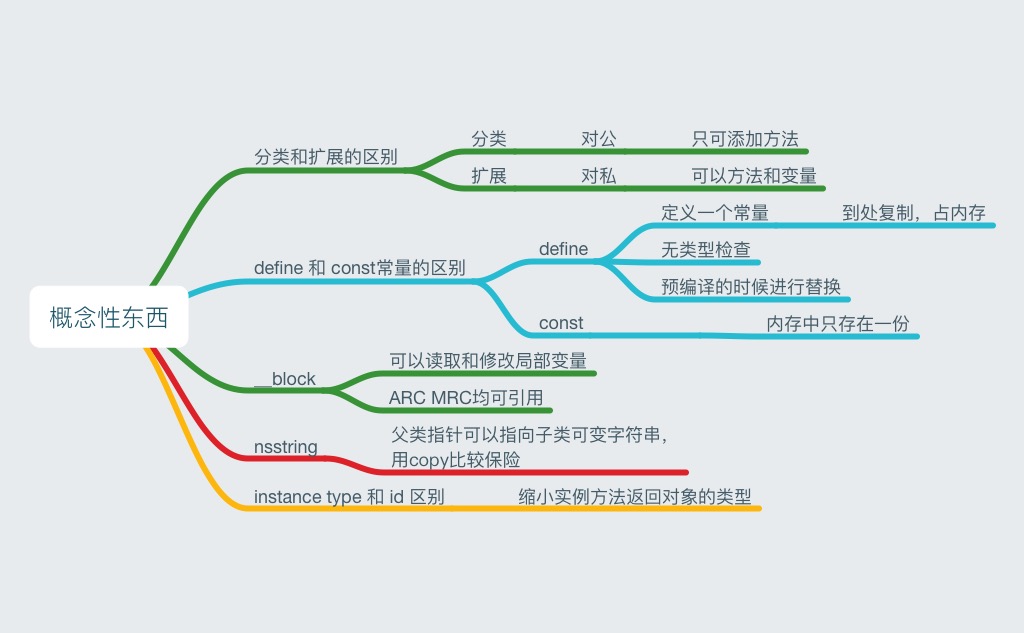 概念性东西
分类和扩展的区别
分类
对公
只可添加方法
扩展
对私
可以方法和变量
define 和 const常量的区别
define
定义一个常量
到处复制，占内存
无类型检查
预编译的时候进行替换
const
内存中只存在一份
__block
可以读取和修改局部变量
ARC MRC均可引用
nsstring
父类指针可以指向子类可变字符串，
用copy比较保险
instance type 和 id 区别
缩小实例方法返回对象的类型